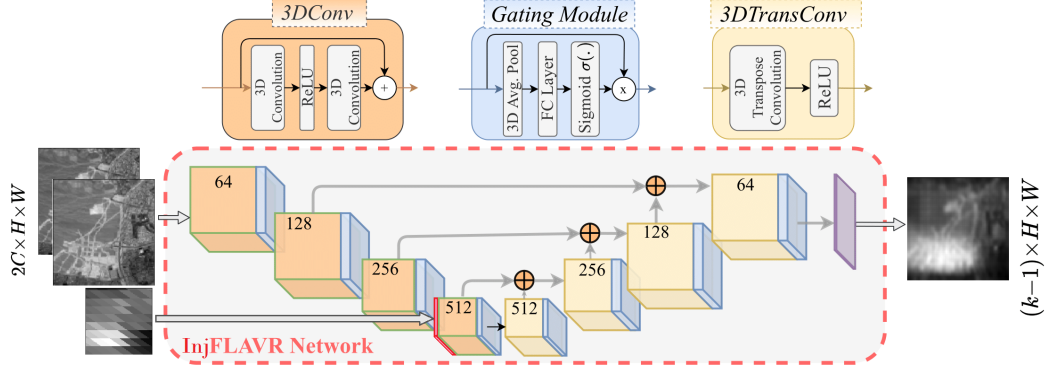 3DConv
Gating Module
3DTransConv
3D
Convolution
ReLU
3D
Convolution
+
3D Avg. Pool
FC Layer
Sigmoid σ(.)
x
3D
Transpose
Convolution
ReLU
2C×H×W
64
128
256
512
512
256
128
64
(k−1)×H×W
InjFLAVR Network